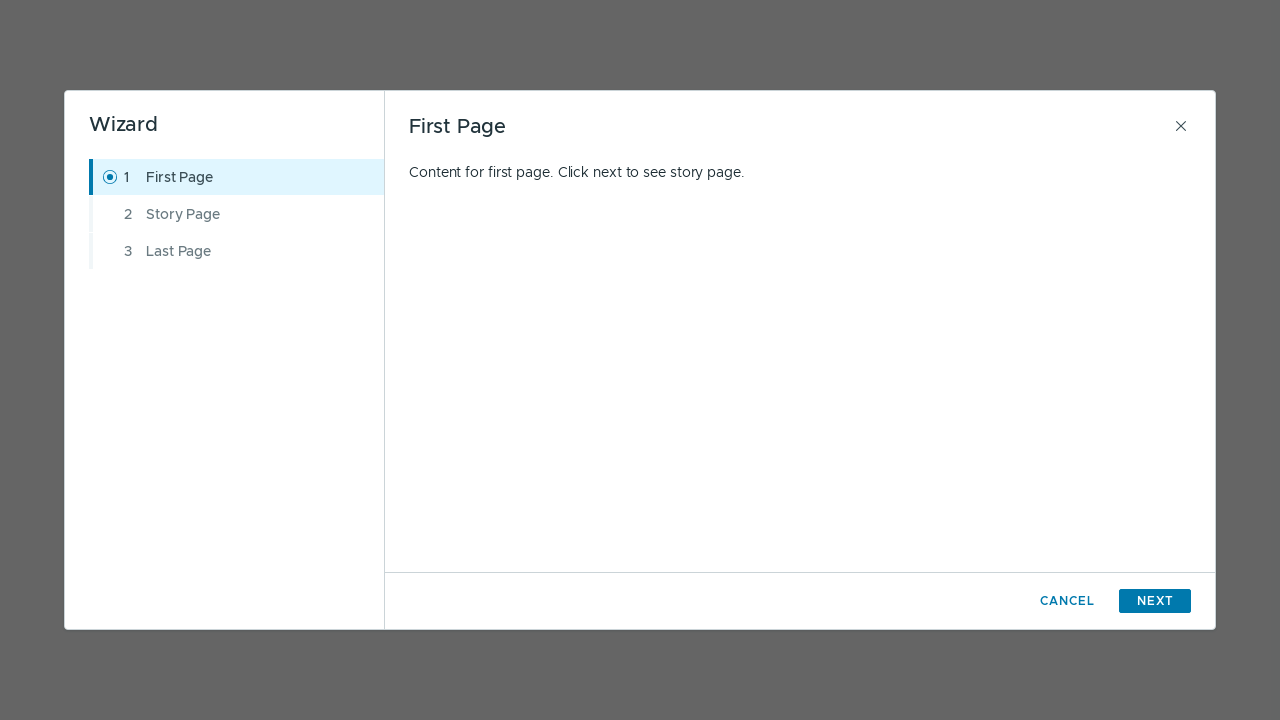 Wizard
1 First Page
2 Story Page
3 Last Page
First Page
Content for first page. Click next to see story page.
CANCEL
NEXT